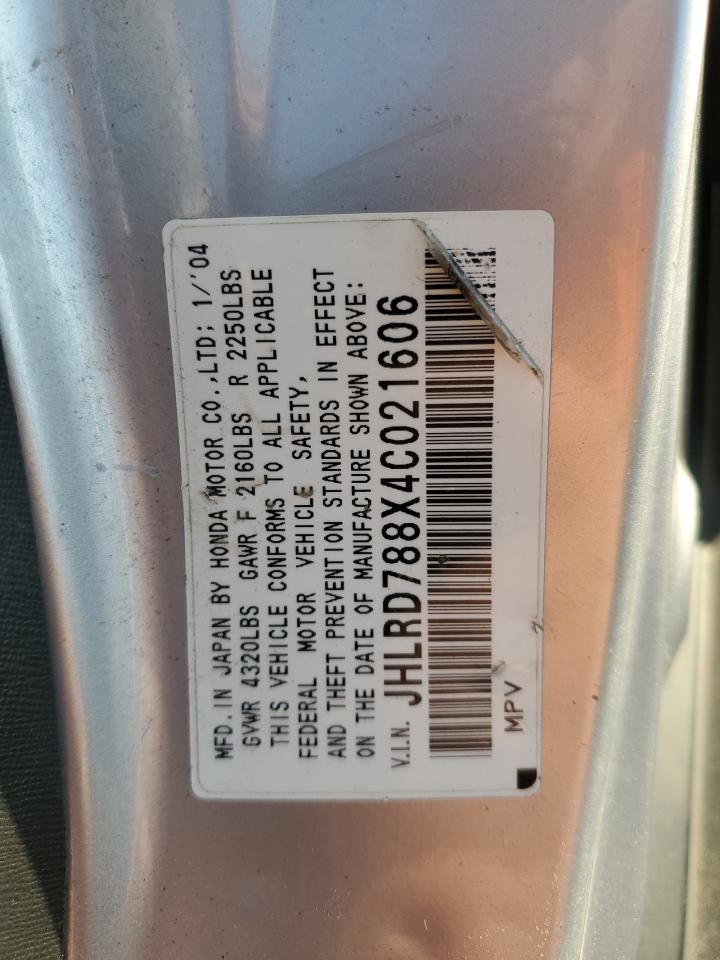 MFD. IN JAPAN BY HONDA MOTOR CO.,LTD; 1/'04
GVWR 4320LBS GAWR F 2160LBS R 2250LBS
THIS VEHICLE CONFORMS TO ALL APPLICABLE
FEDERAL MOTOR VEHICLE SAFETY,
AND THEFT PREVENTION STANDARDS IN EFFECT
ON THE DATE OF MANUFACTURE SHOWN ABOVE:
V.I.N. JHLRD788X4C021606
MPV